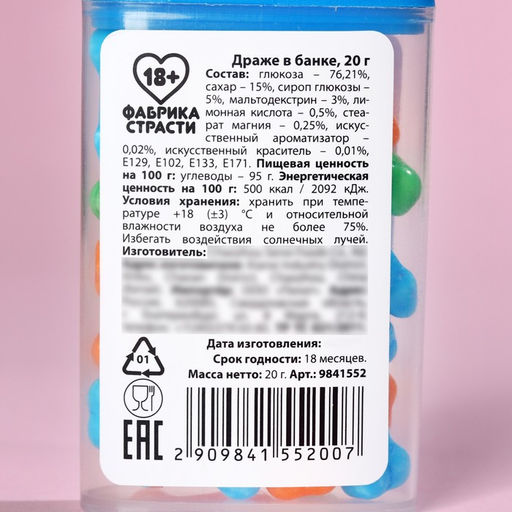 18+
ФАБРИКА
СТРАСТИ
Драже в банке, 20 г
Состав: глюкоза – 76,21%,
сахар – 15%, сироп глюкозы –
5%, мальтодекстрин – 3%, ли-
монная кислота – 0,5%, стеа-
рат магния – 0,25%, искус-
ственный ароматизатор –
0,02%, искусственный краситель – 0,01%,
E129, E102, E133, E171. Пищевая ценность
на 100 г: углеводы – 95 г. Энергетическая
ценность на 100 г: 500 ккал / 2092 кДж.
Условия хранения: хранить при темпе-
ратуре +18 (±3) °С и относительной
влажности воздуха не более 75%.
Избегать воздействия солнечных лучей.
Изготовитель:
Дата изготовления:
Срок годности: 18 месяцев.
Масса нетто: 20 г. Арт.: 9841552
01
EAC
2 909841 552007